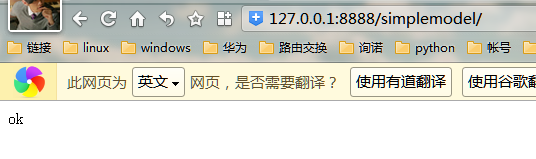 127.0.0.1:8888/simplemodel/
链接 linux windows 华为 路由交换 询诺 python 帐号
此网页为 英文 网页，是否需要翻译？ 使用有道翻译 使用谷歌翻
ok